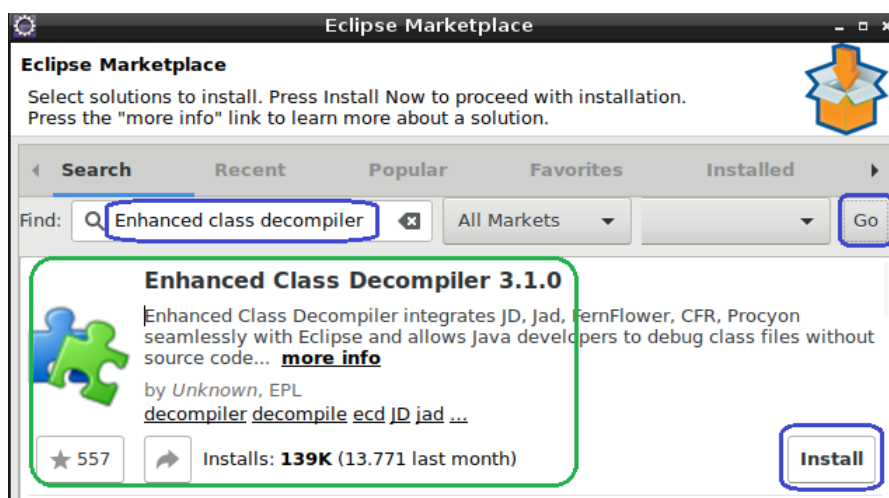 Eclipse Marketplace
Eclipse Marketplace
Select solutions to install. Press Install Now to proceed with installation.
Press the "more info" link to learn more about a solution.
Search Recent Popular Favorites Installed
Find: Enhanced class decompiler All Markets Go
Enhanced Class Decompiler 3.1.0
Enhanced Class Decompiler integrates JD, Jad, FernFlower, CFR, Procyon
seamlessly with Eclipse and allows Java developers to debug class files without
source code... more info
by Unknown, EPL
decompiler decompile ecd JD jad ...
557 Installs: 139K (13.771 last month) Install